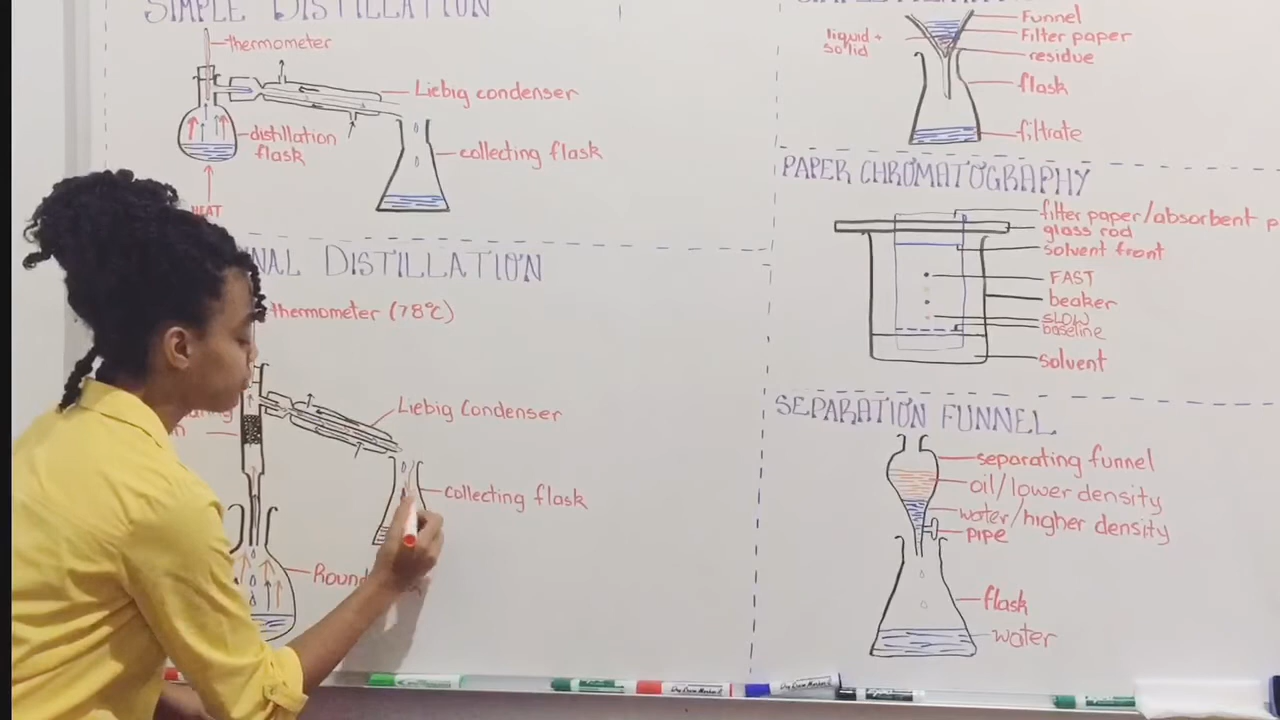 SIMPLE DISTILLATION
thermometer
Liebig condenser
distillation
flask
collecting flask
HEAT
NAL DISTILLATION
thermometer (78°C)
Liebig Condenser
collecting flask
Round
Funnel
liquid +
solid
Filter paper
residue
flask
filtrate
PAPER CHROMATOGRAPHY
filter paper/absorbent p
glass rod
solvent front
FAST
beaker
SLOW
baseline
solvent
SEPARATION FUNNEL
separating funnel
oil/lower density
water/higher density
pipe
flask
water